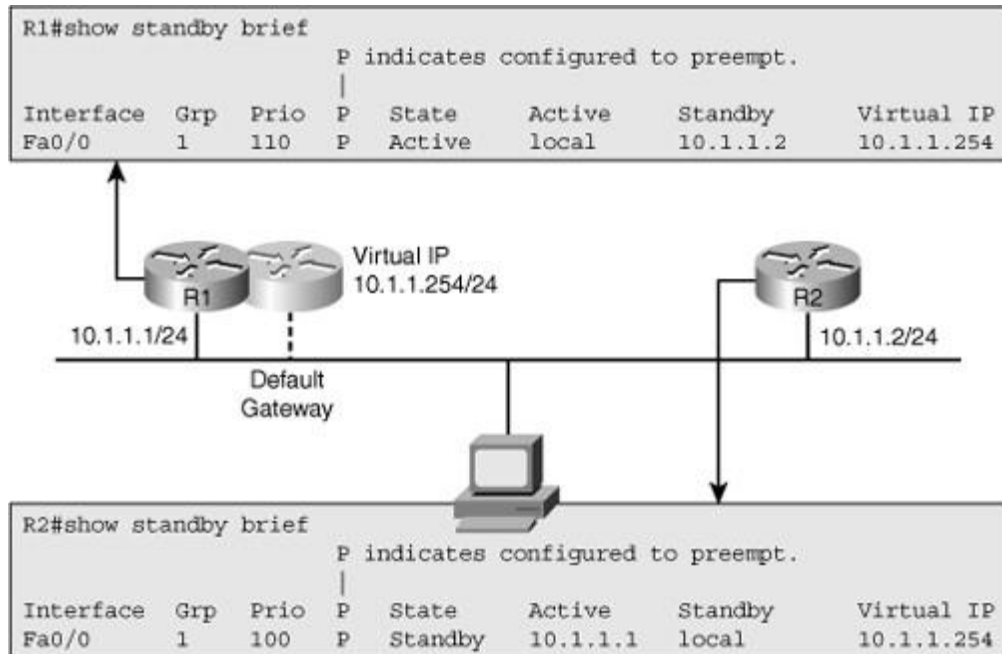 R1#show standby brief
P indicates configured to preempt.
|
Interface Grp Prio P State Active Standby Virtual IP
Fa0/0 1 110 P Active local 10.1.1.2 10.1.1.254
Virtual IP
10.1.1.254/24
R1
R2
10.1.1.1/24
10.1.1.2/24
Default
Gateway
R2#show standby brief
P indicates configured to preempt.
|
Interface Grp Prio P State Active Standby Virtual IP
Fa0/0 1 100 P Standby 10.1.1.1 local 10.1.1.254